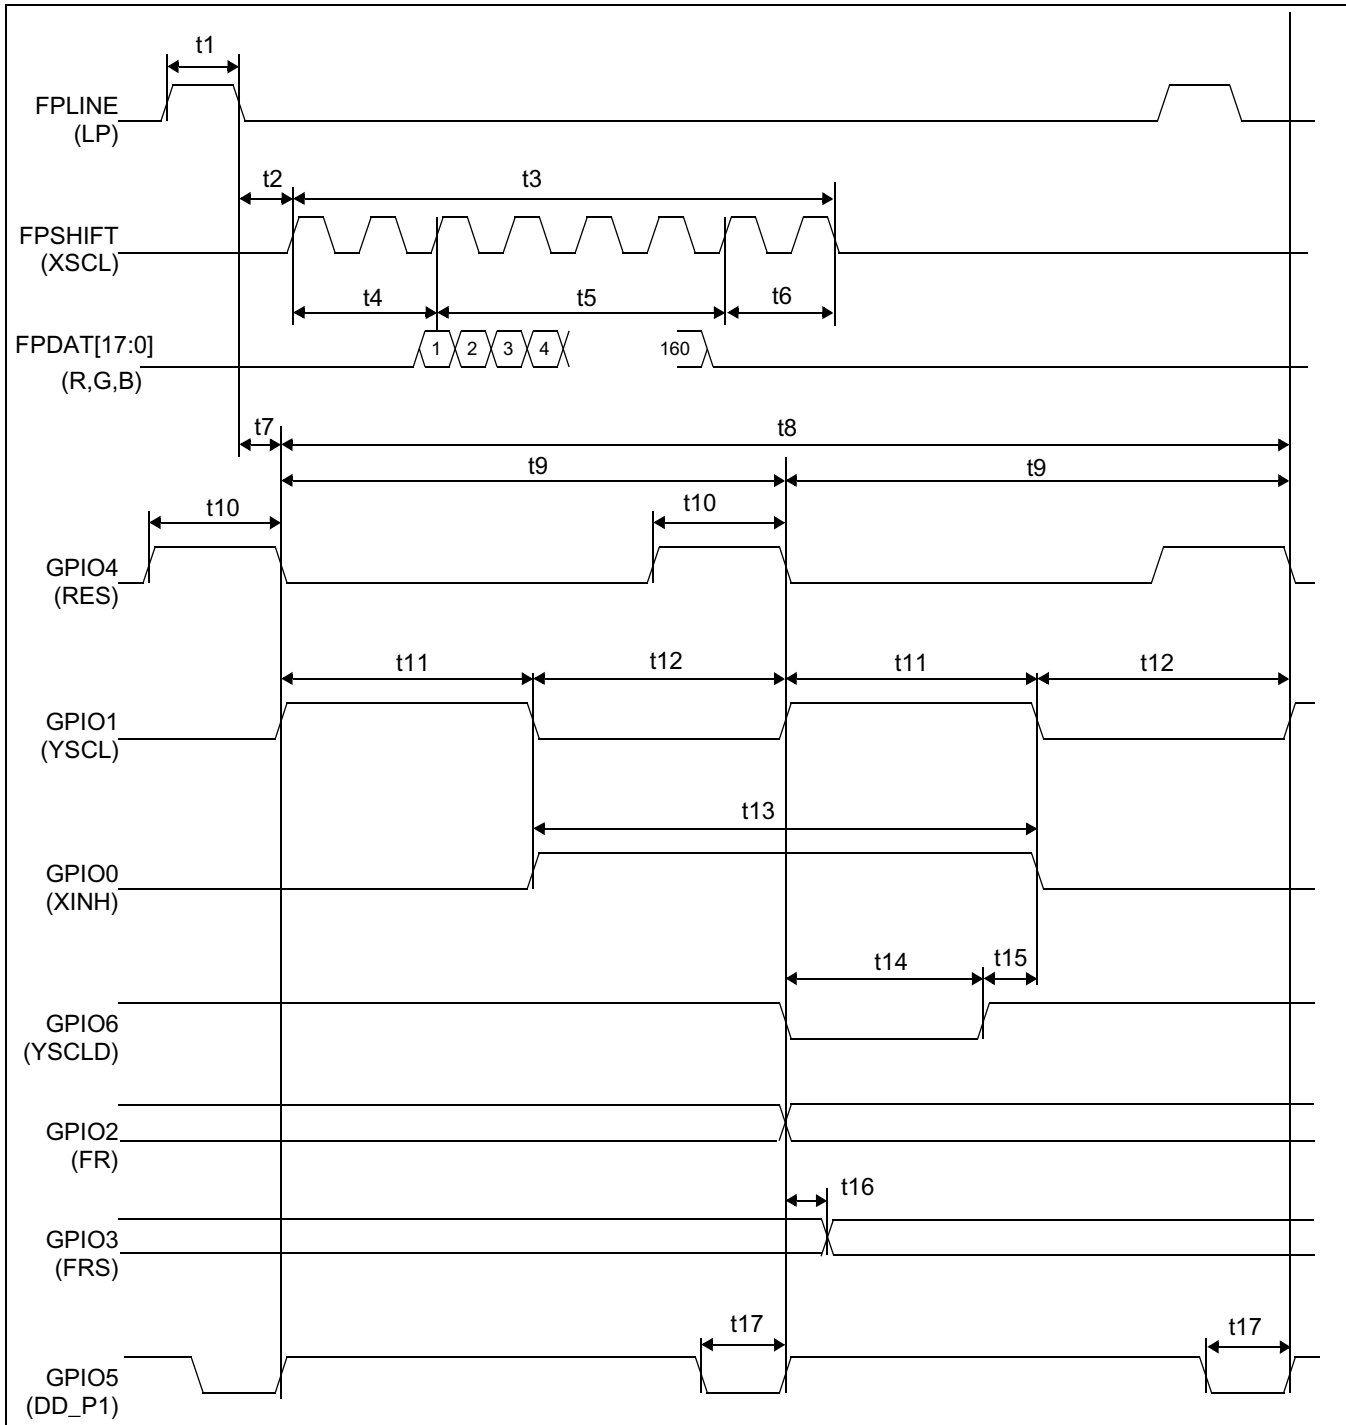 t1
FPLINE
(LP)
t2
t3
FPSHIFT
(XSCL)
t4
t5
t6
FPDAT[17:0]
(R,G,B)
1
2
3
4
160
t7
t8
t9
t9
t10
t10
GPIO4
(RES)
t11
t12
t11
t12
GPIO1
(YSCL)
t13
GPIO0
(XINH)
t14
t15
GPIO6
(YSCLD)
GPIO2
(FR)
t16
GPIO3
(FRS)
t17
t17
GPIO5
(DD_P1)